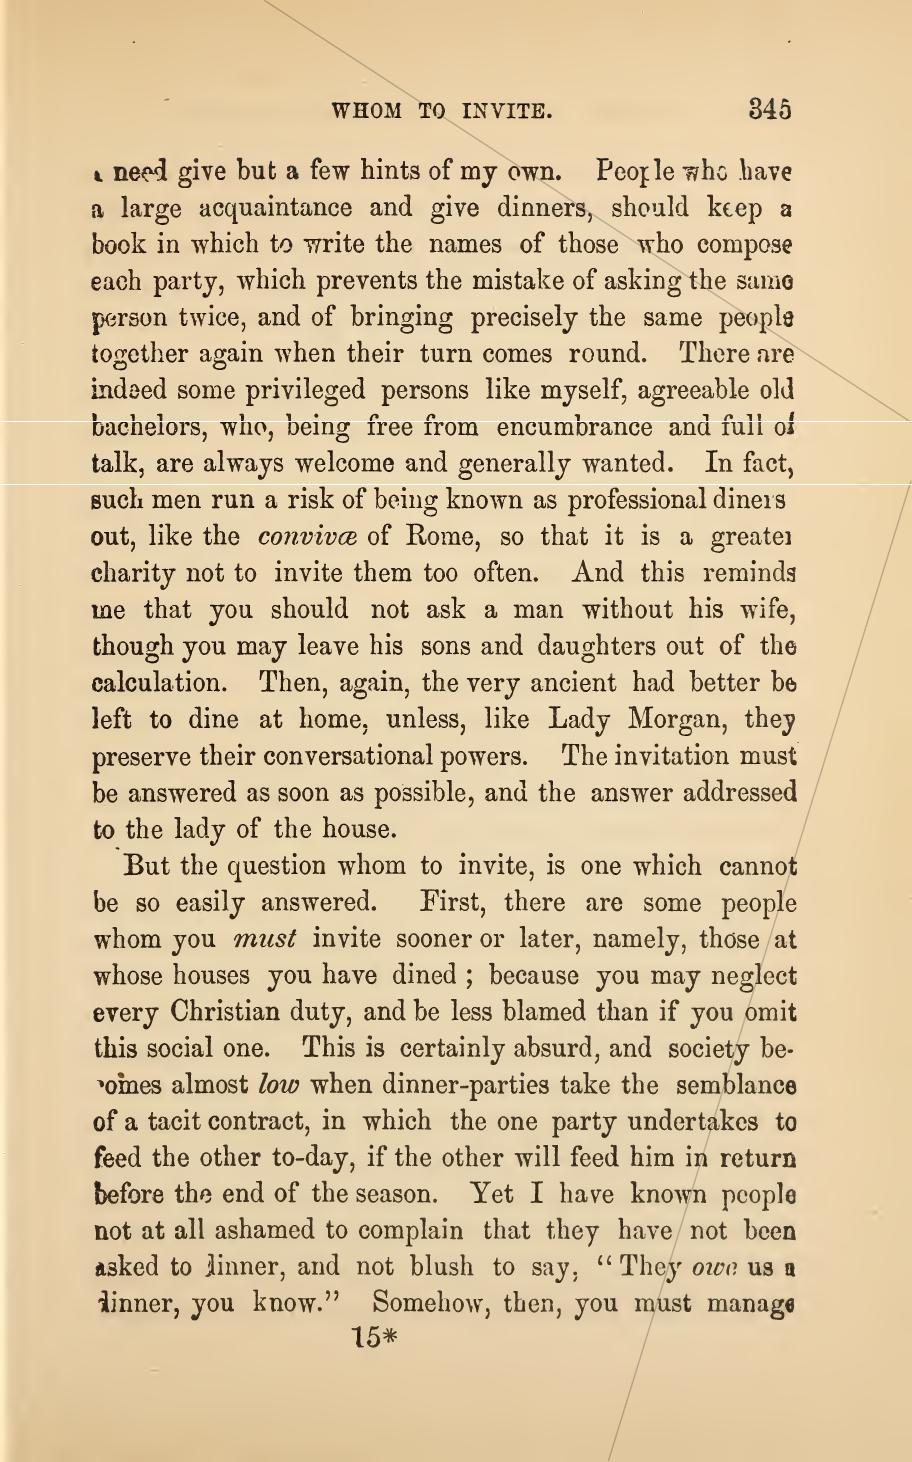 WHOM TO INVITE. 345
I need give but a few hints of my own. People who have
a large acquaintance and give dinners, should keep a
book in which to write the names of those who compose
each party, which prevents the mistake of asking the same
person twice, and of bringing precisely the same people
together again when their turn comes round. There are
indeed some privileged persons like myself, agreeable old
bachelors, who, being free from encumbrance and full of
talk, are always welcome and generally wanted. In fact,
such men run a risk of being known as professional diners
out, like the convivæ of Rome, so that it is a greater
charity not to invite them too often. And this reminds
me that you should not ask a man without his wife,
though you may leave his sons and daughters out of the
calculation. Then, again, the very ancient had better be
left to dine at home, unless, like Lady Morgan, they
preserve their conversational powers. The invitation must
be answered as soon as possible, and the answer addressed
to the lady of the house.
But the question whom to invite, is one which cannot
be so easily answered. First, there are some people
whom you must invite sooner or later, namely, those at
whose houses you have dined ; because you may neglect
every Christian duty, and be less blamed than if you omit
this social one. This is certainly absurd, and society be-
comes almost low when dinner-parties take the semblance
of a tacit contract, in which the one party undertakes to
feed the other to-day, if the other will feed him in return
before the end of the season. Yet I have known people
not at all ashamed to complain that they have not been
asked to dinner, and not blush to say, “ They owe us a
dinner, you know.” Somehow, then, you must manage
15*